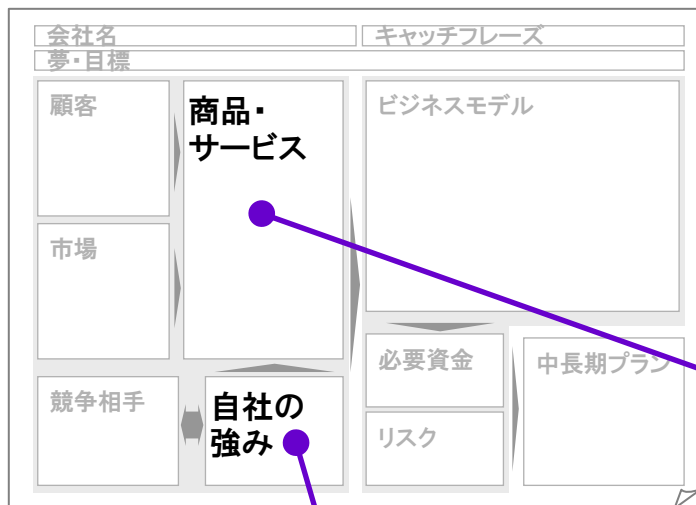 会社名
キャッチフレーズ
夢・目標
顧客
商品・
サービス
ビジネスモデル
市場
必要資金
中長期プラン
競争相手
自社の
強み
リスク